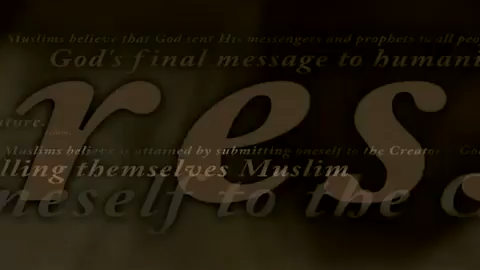 Muslims believe that God sent His messengers and prophets to all peo
God's final message to humani
res.
ature.
Muslims believe is attained by submitting oneself to the Creator
lling themselves Muslim
neself to the C